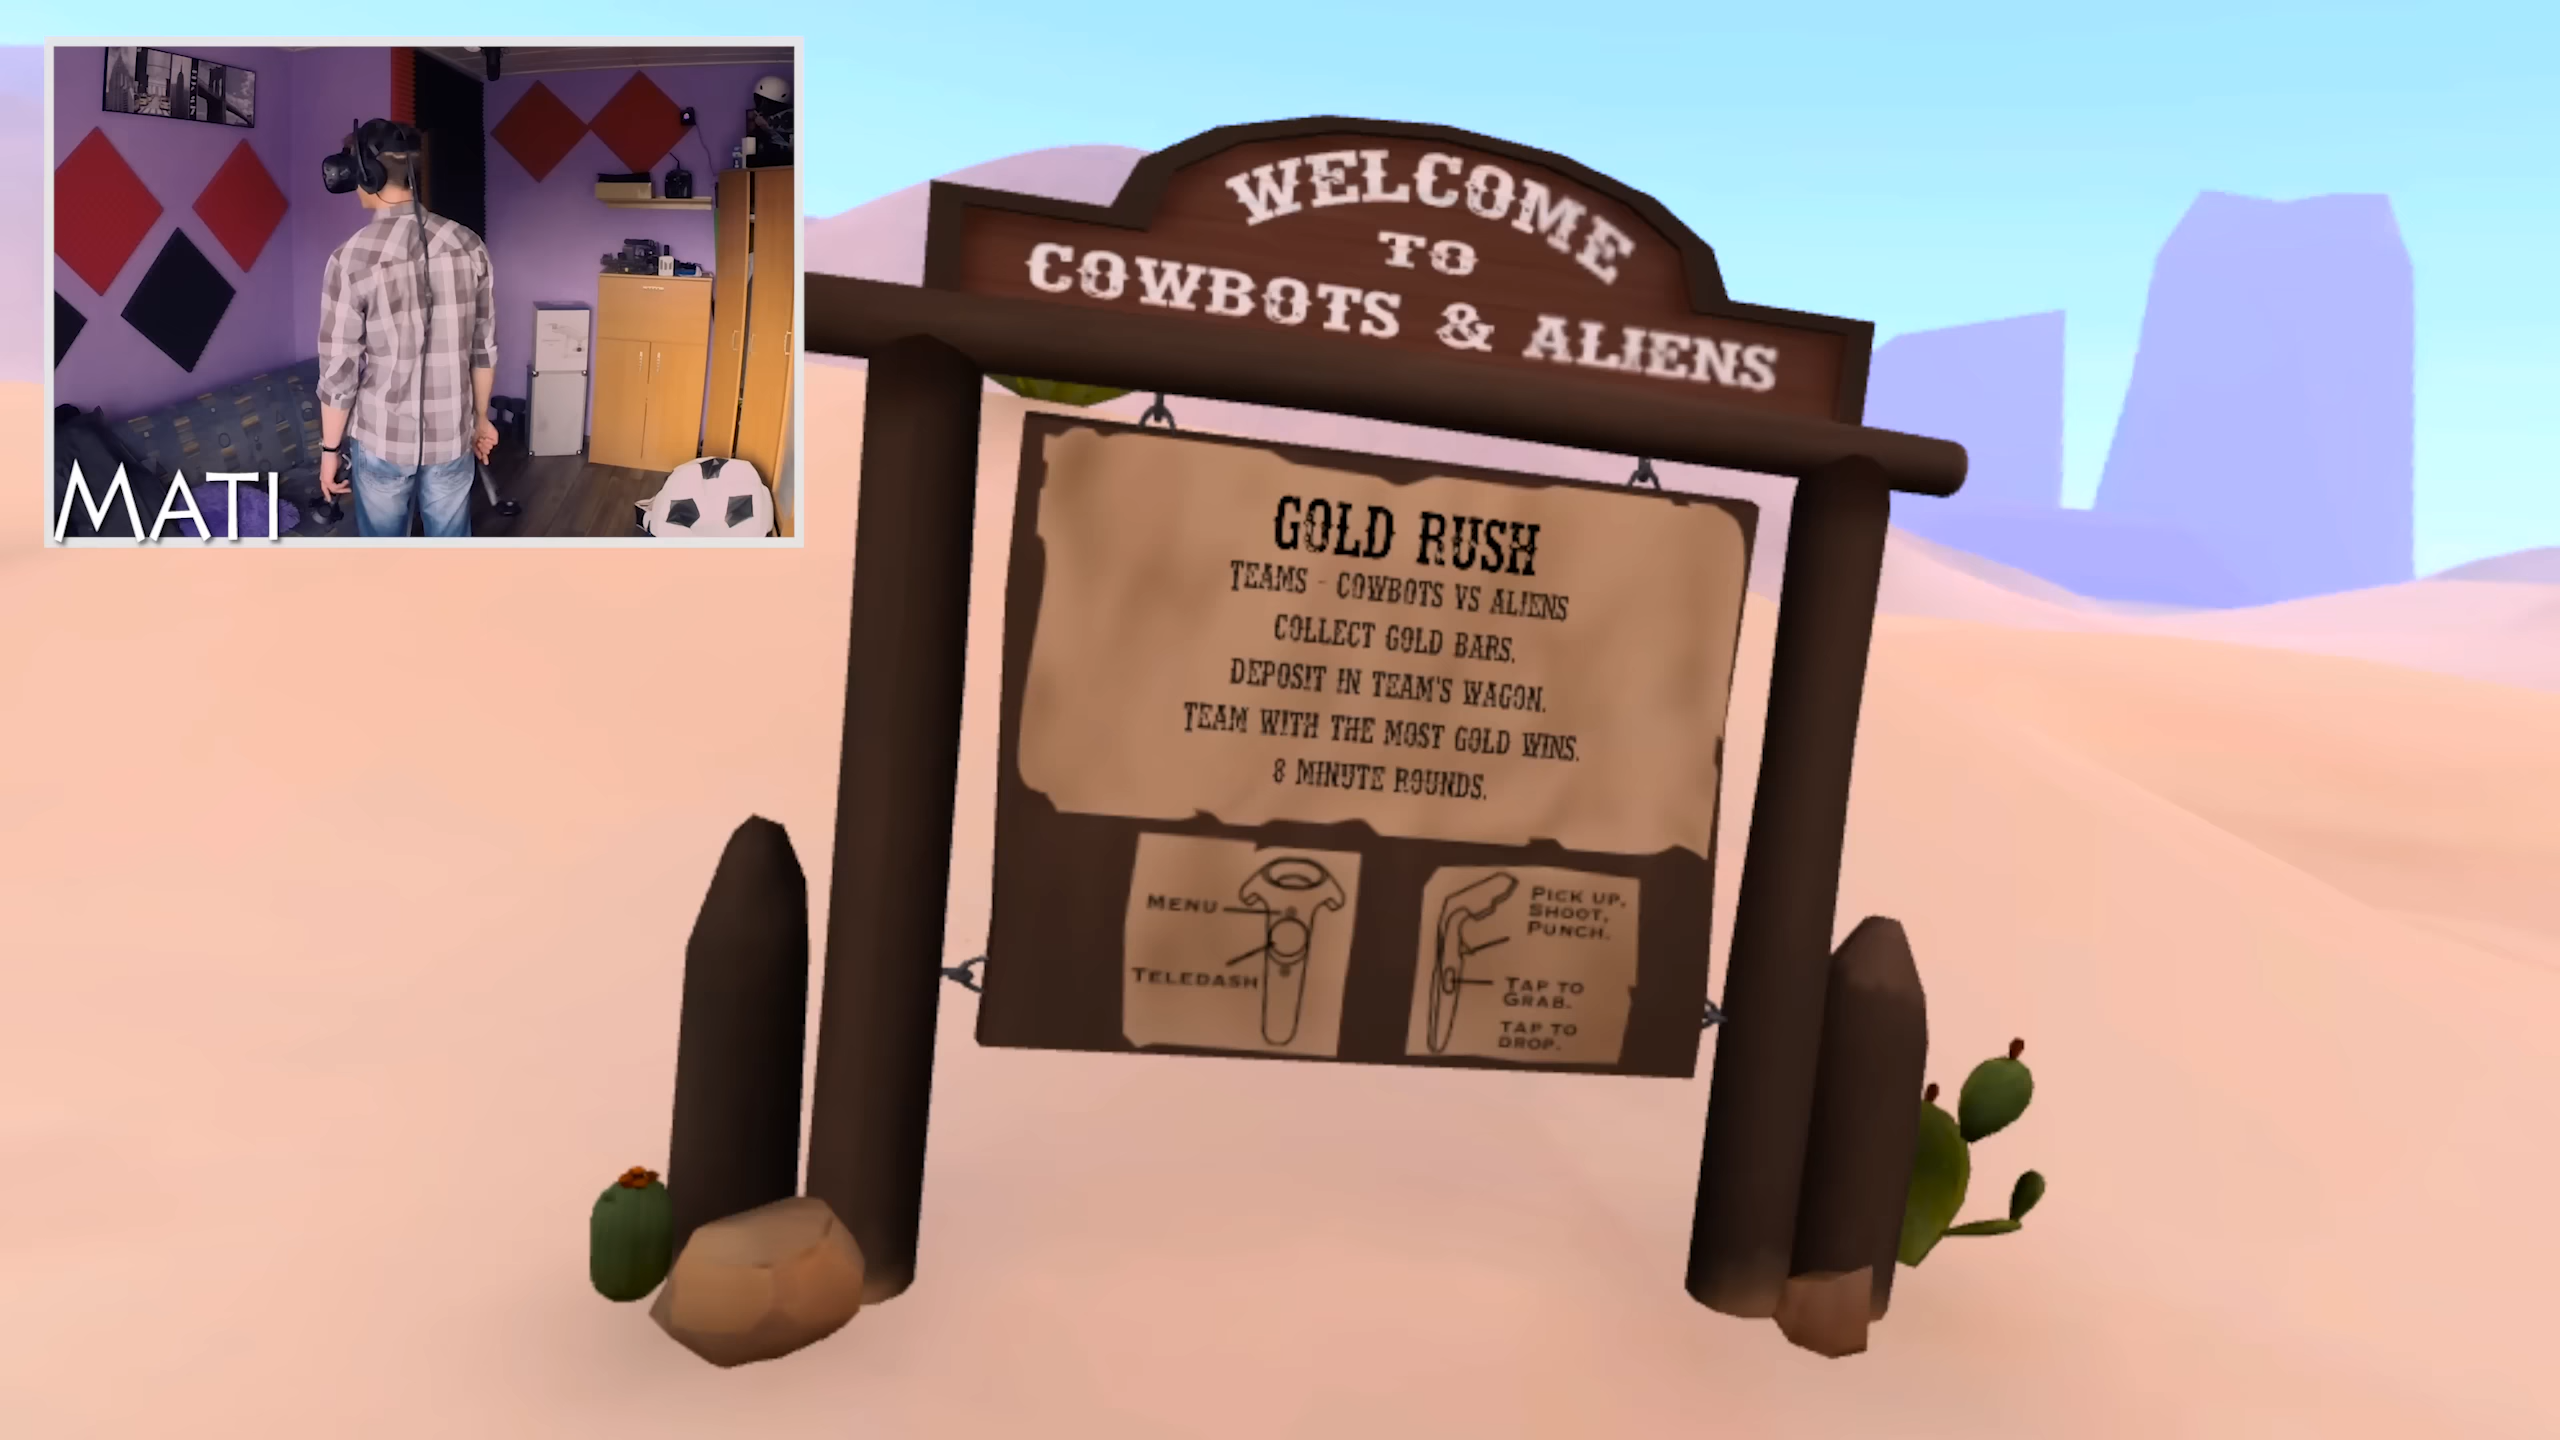 MATI
WELCOME
TO
COWBOTS & ALIENS
GOLD RUSH
TEAMS - COWBOTS VS ALIENS
COLLECT GOLD BARS.
DEPOSIT IN TEAM'S WAGON.
TEAM WITH THE MOST GOLD WINS.
8 MINUTE ROUNDS.
MENU
TELEDASH
PICK UP,
SHOOT,
PUNCH.
TAP TO
GRAB.
TAP TO
DROP.